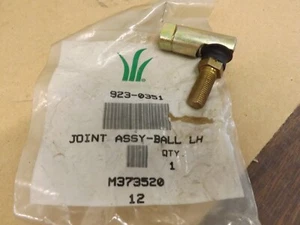 923-0351
JOINT ASSY-BALL LH
QTY
1
M373520
12